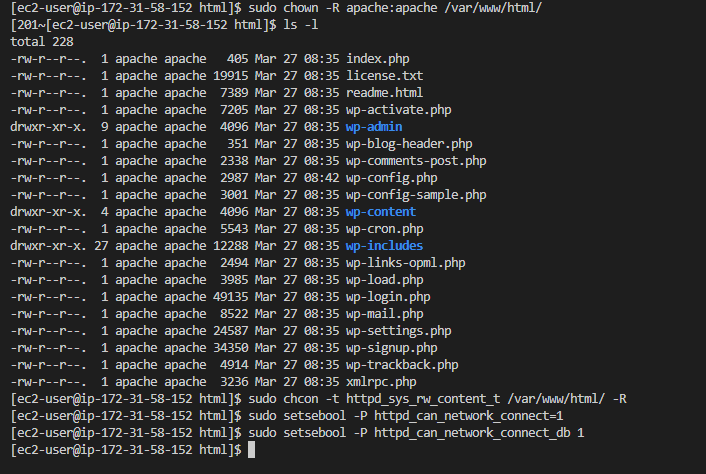 [ec2-user@ip-172-31-58-152 html]$ sudo chown -R apache:apache /var/www/html/
[201~[ec2-user@ip-172-31-58-152 html]$ ls -l
total 228
-rw-r--r--.  1 apache apache   405 Mar 27 08:35 index.php
-rw-r--r--.  1 apache apache 19915 Mar 27 08:35 license.txt
-rw-r--r--.  1 apache apache  7389 Mar 27 08:35 readme.html
-rw-r--r--.  1 apache apache  7205 Mar 27 08:35 wp-activate.php
drwxr-xr-x.  9 apache apache  4096 Mar 27 08:35 wp-admin
-rw-r--r--.  1 apache apache   351 Mar 27 08:35 wp-blog-header.php
-rw-r--r--.  1 apache apache  2338 Mar 27 08:35 wp-comments-post.php
-rw-r--r--.  1 apache apache  2987 Mar 27 08:42 wp-config.php
-rw-r--r--.  1 apache apache  3001 Mar 27 08:35 wp-config-sample.php
drwxr-xr-x.  4 apache apache  4096 Mar 27 08:35 wp-content
-rw-r--r--.  1 apache apache  5543 Mar 27 08:35 wp-cron.php
drwxr-xr-x. 27 apache apache 12288 Mar 27 08:35 wp-includes
-rw-r--r--.  1 apache apache  2494 Mar 27 08:35 wp-links-opml.php
-rw-r--r--.  1 apache apache  3985 Mar 27 08:35 wp-load.php
-rw-r--r--.  1 apache apache 49135 Mar 27 08:35 wp-login.php
-rw-r--r--.  1 apache apache  8522 Mar 27 08:35 wp-mail.php
-rw-r--r--.  1 apache apache 24587 Mar 27 08:35 wp-settings.php
-rw-r--r--.  1 apache apache 34350 Mar 27 08:35 wp-signup.php
-rw-r--r--.  1 apache apache  4914 Mar 27 08:35 wp-trackback.php
-rw-r--r--.  1 apache apache  3236 Mar 27 08:35 xmlrpc.php
[ec2-user@ip-172-31-58-152 html]$ sudo chcon -t httpd_sys_rw_content_t /var/www/html/ -R
[ec2-user@ip-172-31-58-152 html]$ sudo setsebool -P httpd_can_network_connect=1
[ec2-user@ip-172-31-58-152 html]$ sudo setsebool -P httpd_can_network_connect_db 1
[ec2-user@ip-172-31-58-152 html]$